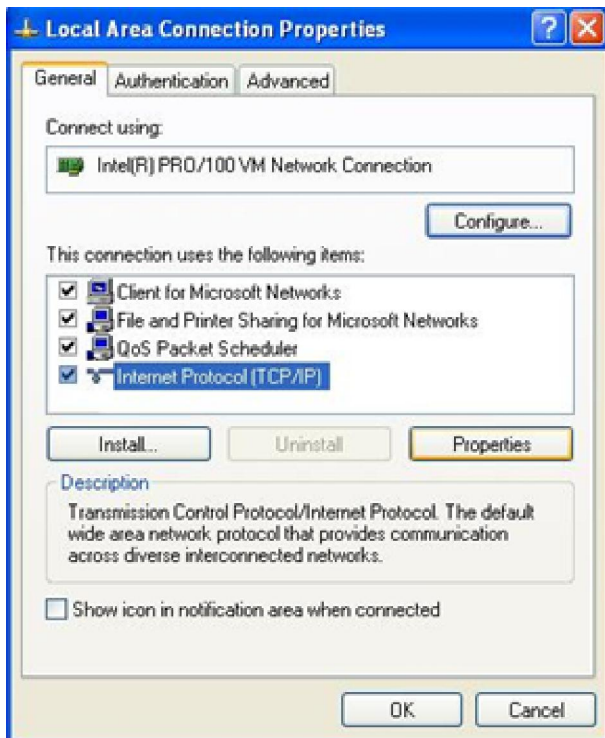 Local Area Connection Properties
General Authentication Advanced
Connect using:
Intel(R) PRO/100 VM Network Connection
Configure...
This connection uses the following items:
Client for Microsoft Networks
File and Printer Sharing for Microsoft Networks
QoS Packet Scheduler
Internet Protocol (TCP/IP)
Install... Uninstall Properties
Description
Transmission Control Protocol/Internet Protocol. The default
wide area network protocol that provides communication
across diverse interconnected networks.
Show icon in notification area when connected
OK Cancel